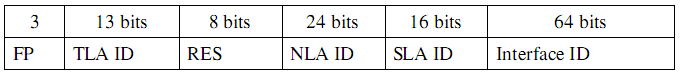 3 13 bits 8 bits 24 bits 16 bits 64 bits
FP TLA ID RES NLA ID SLA ID Interface ID